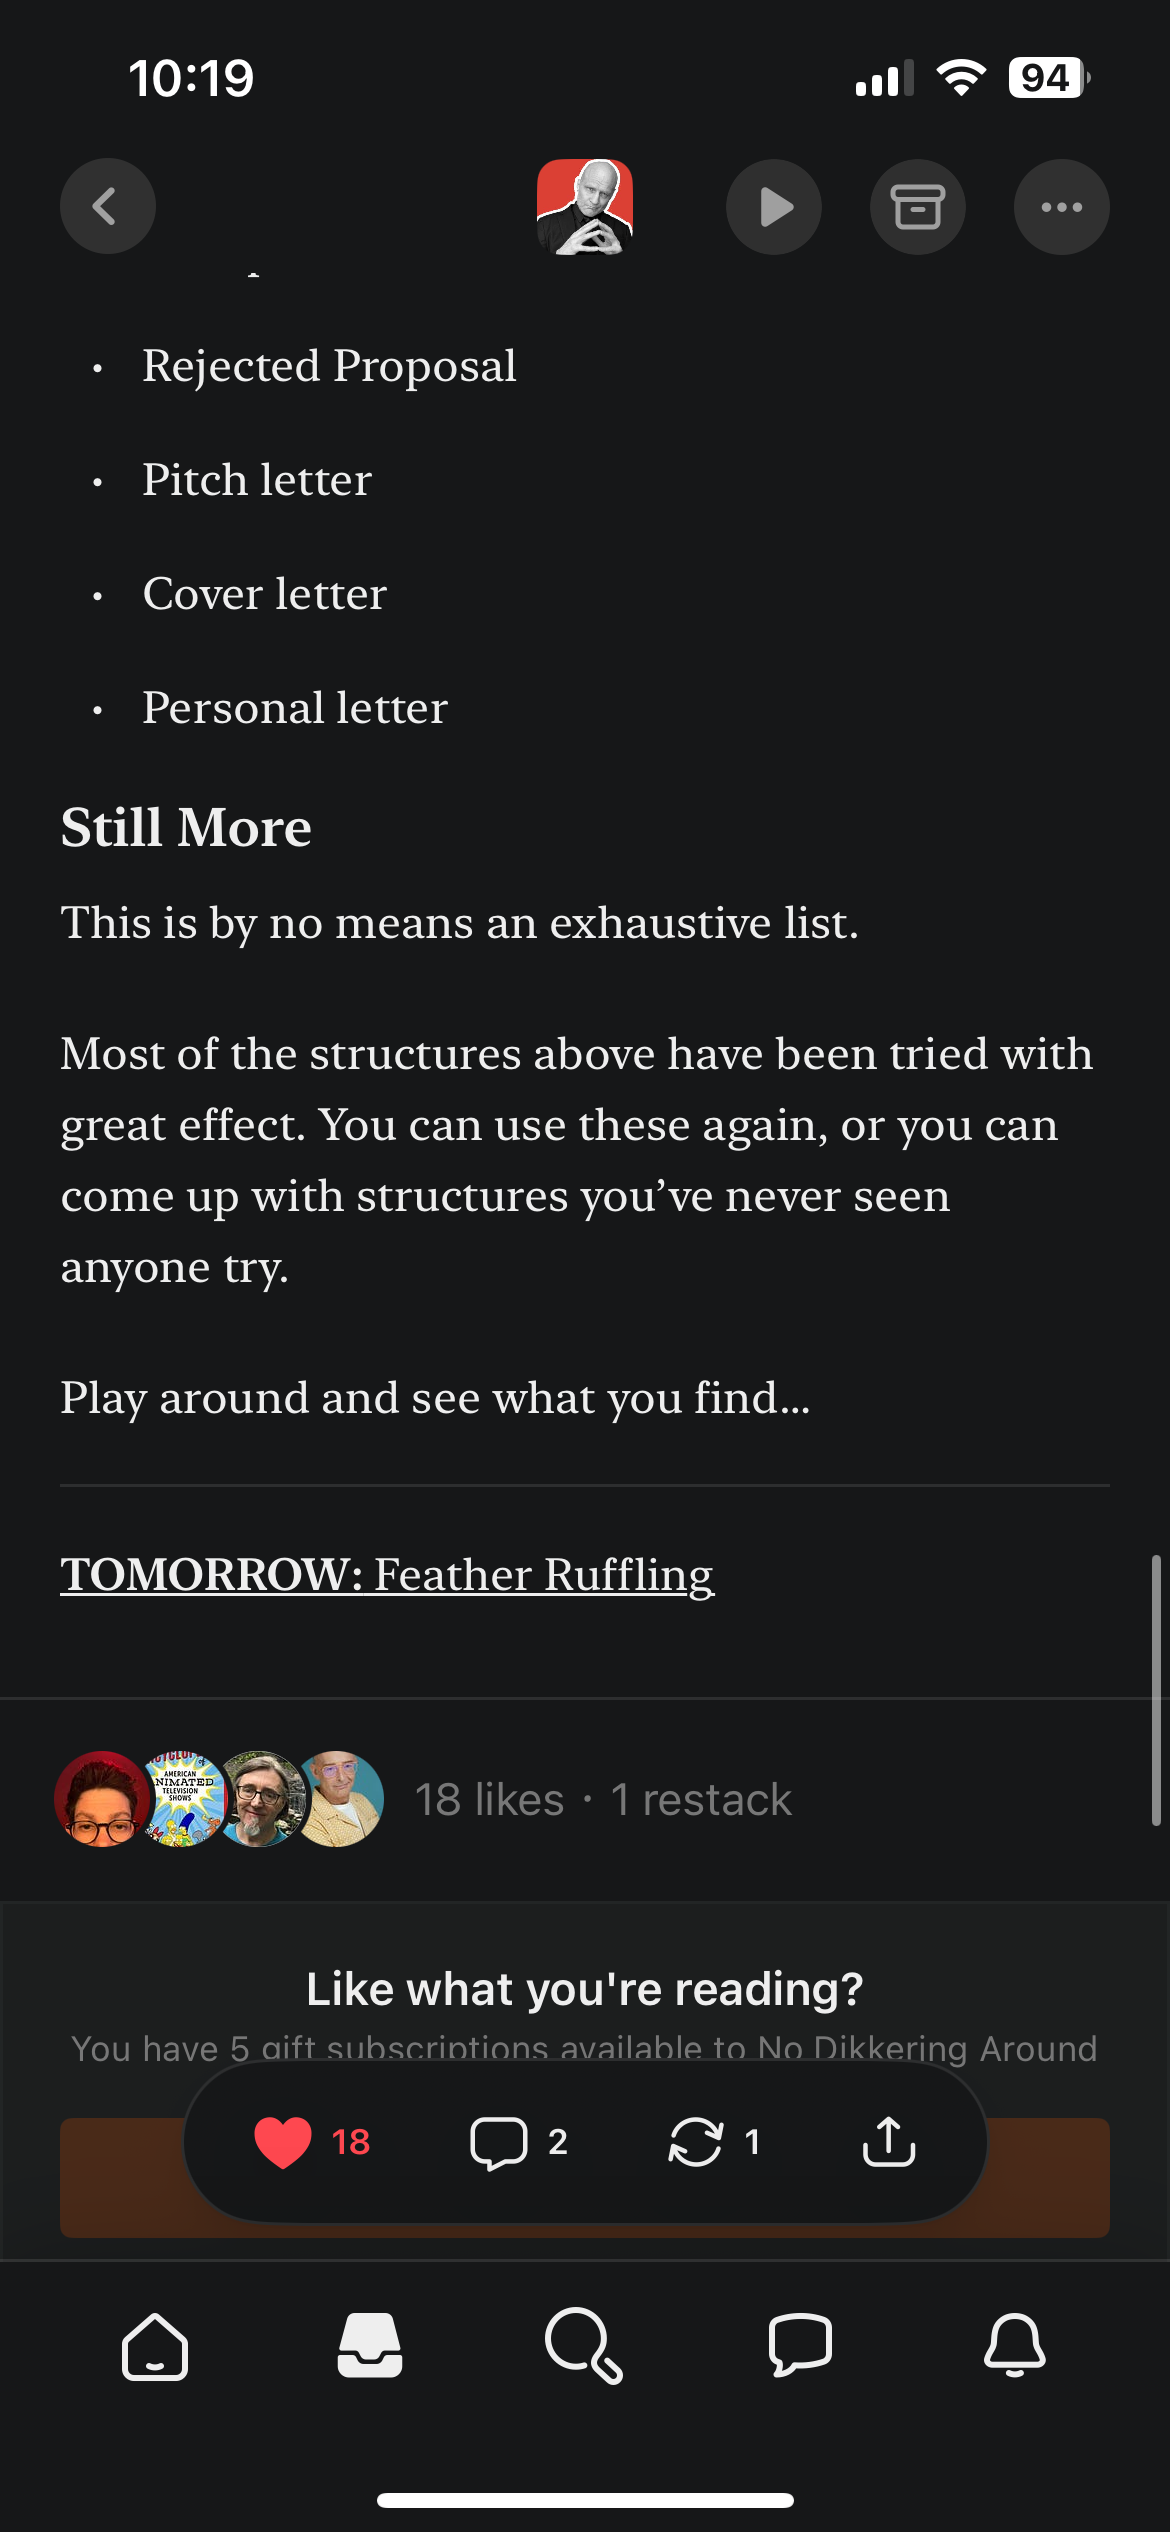 10:19
94
• Rejected Proposal
• Pitch letter
• Cover letter
• Personal letter
Still More
This is by no means an exhaustive list.
Most of the structures above have been tried with
great effect. You can use these again, or you can
come up with structures you’ve never seen
anyone try.
Play around and see what you find...
TOMORROW: Feather Ruffling
AMERICAN
ANIMATED
TELEVISION
SHOWS
18 likes · 1 restack
Like what you're reading?
You have 5 gift subscriptions available to No Dikkering Around
18
2
1